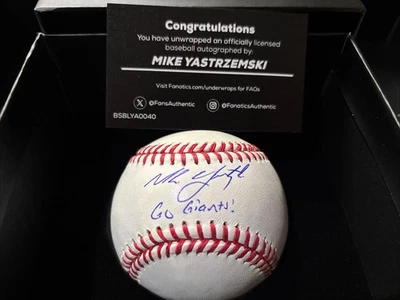 Congratulations
You have unwrapped an officially licensed
baseball autographed by:
MIKE YASTRZEMSKI
Visit Fanatics.com/underwraps for FAQs
@FansAuthentic @FanaticsAuthentic
BSBLYA0040
Go Giants!